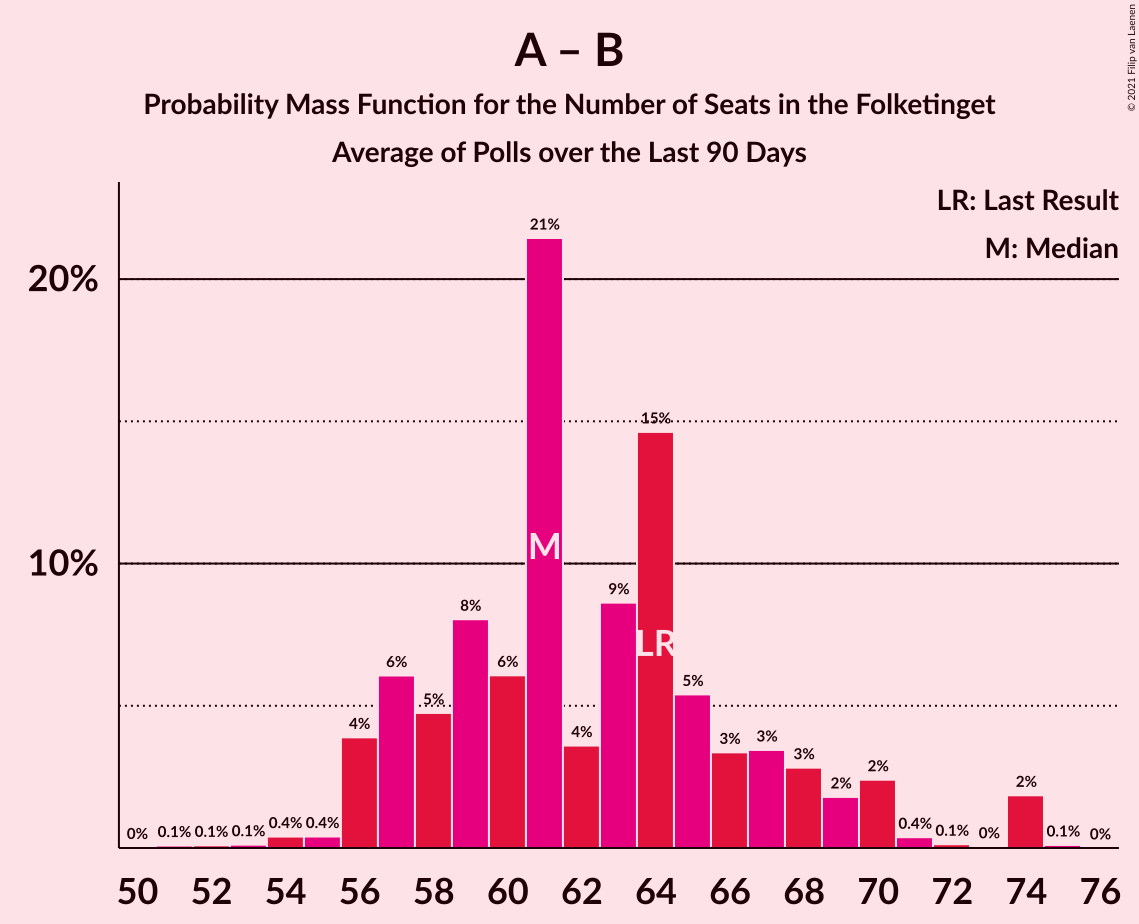 A – B
Probability Mass Function for the Number of Seats in the Folketinget
Average of Polls over the Last 90 Days
© 2021 Filip van Laenen
LR: Last Result
M: Median
20%
10%
0% 0.1% 0.1% 0.1% 0.4% 0.4% 4% 6% 5% 8% 6% 21% 4% 9% 15% 5% 3% 3% 3% 2% 2% 0.4% 0.1% 0% 2% 0.1% 0%
M
LR
50 52 54 56 58 60 62 64 66 68 70 72 74 76